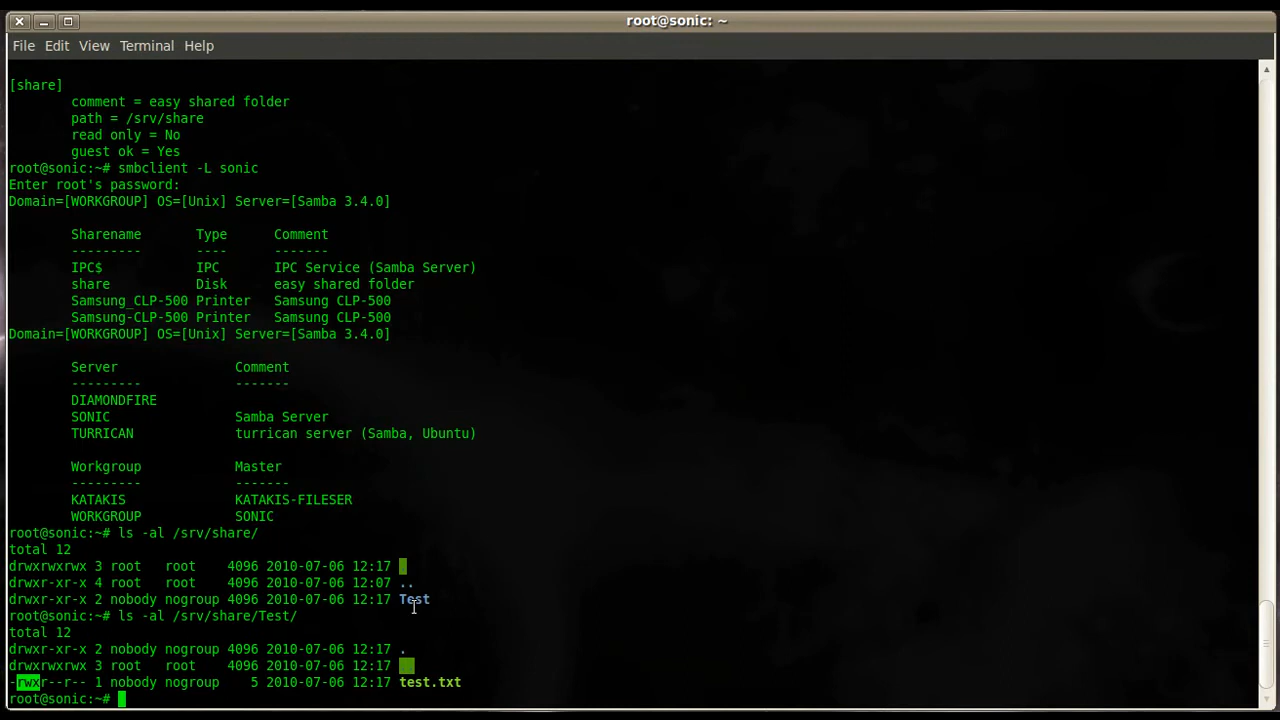 root@sonic: ~
File Edit View Terminal Help
[share]
comment = easy shared folder
path = /srv/share
read only = No
guest ok = Yes
root@sonic:~# smbclient -L sonic
Enter root's password:
Domain=[WORKGROUP] OS=[Unix] Server=[Samba 3.4.0]
Sharename Type Comment
--------- ---- -------
IPC$ IPC IPC Service (Samba Server)
share Disk easy shared folder
Samsung_CLP-500 Printer Samsung CLP-500
Samsung-CLP-500 Printer Samsung CLP-500
Domain=[WORKGROUP] OS=[Unix] Server=[Samba 3.4.0]
Server Comment
--------- -------
DIAMONDFIRE
SONIC Samba Server
TURRICAN turrican server (Samba, Ubuntu)
Workgroup Master
--------- -------
KATAKIS KATAKIS-FILESER
WORKGROUP SONIC
root@sonic:~# ls -al /srv/share/
total 12
drwxrwxrwx 3 root root 4096 2010-07-06 12:17 .
drwxr-xr-x 4 root root 4096 2010-07-06 12:07 ..
drwxr-xr-x 2 nobody nogroup 4096 2010-07-06 12:17 Test
root@sonic:~# ls -al /srv/share/Test/
total 12
drwxr-xr-x 2 nobody nogroup 4096 2010-07-06 12:17 .
drwxrwxrwx 3 root root 4096 2010-07-06 12:17 ..
-rwxr--r-- 1 nobody nogroup 5 2010-07-06 12:17 test.txt
root@sonic:~#